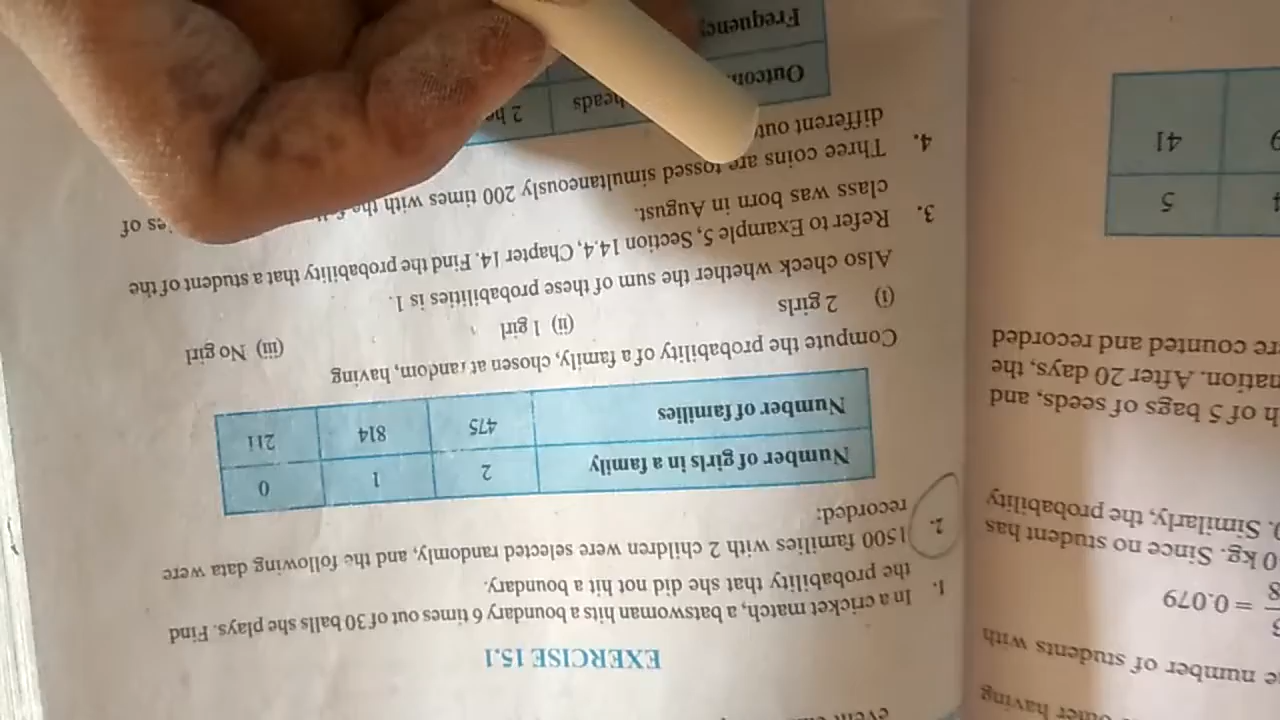 EXERCISE 15.1
1. In a cricket match, a batswoman hits a boundary 6 times out of 30 balls she plays. Find
the probability that she did not hit a boundary.
2. 1500 families with 2 children were selected randomly, and the following data were
recorded:
Number of girls in a family 2 1 0
Number of families 475 814 211
Compute the probability of a family, chosen at random, having
(i) 2 girls (ii) 1 girl (iii) No girl
Also check whether the sum of these probabilities is 1.
3. Refer to Example 5, Section 14.4, Chapter 14. Find the probability that a student of the
class was born in August.
4. Three coins are tossed simultaneously 200 times with the of
different
heads 2
Frequency
number of students with
= 0.079
0 kg. Since no student has
Similarly, the probability
of 5 bags of seeds, and
After 20 days, the
counted and recorded
5
41